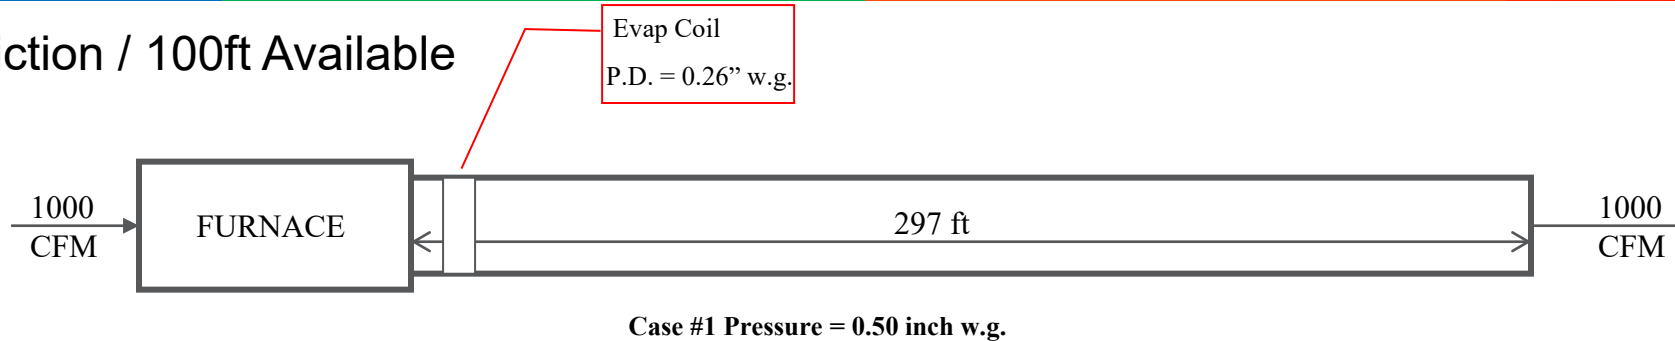 Evap Coil
ction / 100ft Available
P.D. = 0.26” w.g.
1000
CFM
FURNACE
297 ft
1000
CFM
Case #1 Pressure = 0.50 inch w.g.